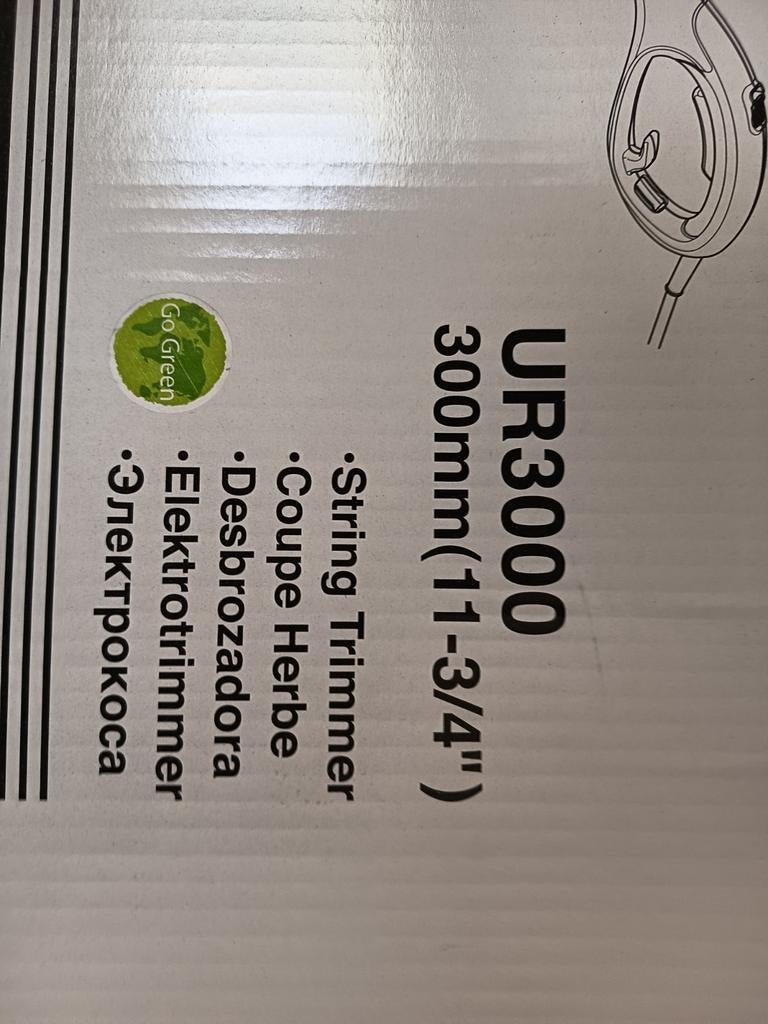 UR3000
300mm(11-3/4")
•String Trimmer
•Coupe Herbe
•Desbrozadora
•Elektrotrimmer
•Электрокоса
Go Green